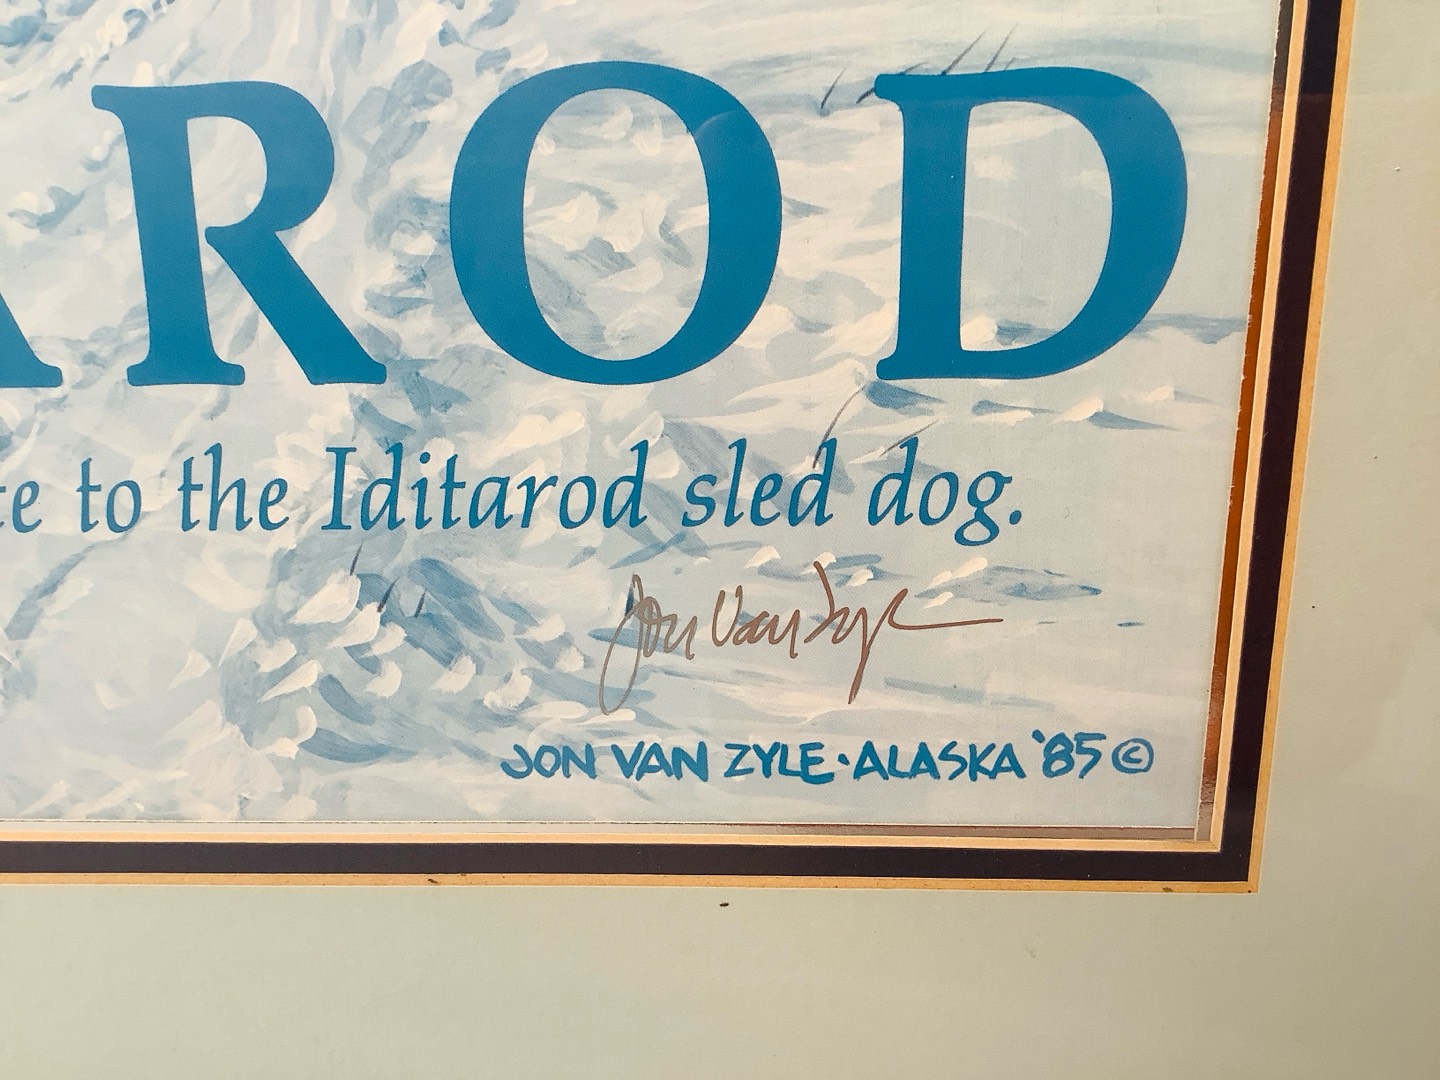 AROD
te to the Iditarod sled dog.
Jon Van Zyle
JON VAN ZYLE · ALASKA '85 ©